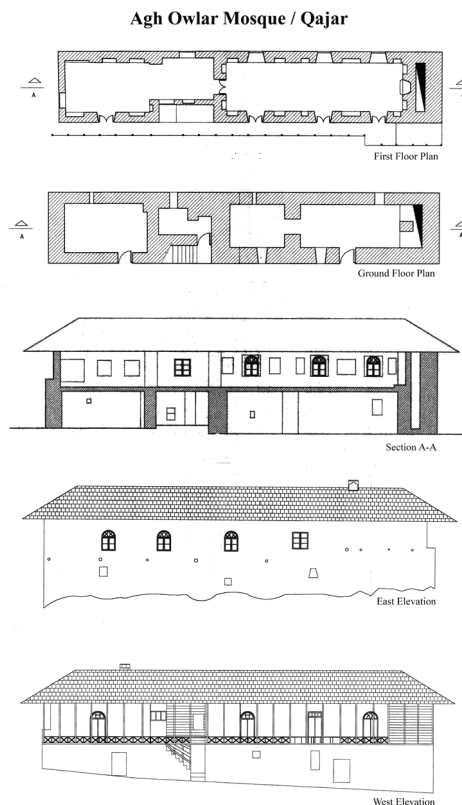 Agh Owlar Mosque / Qajar
A
A
First Floor Plan
A
A
Ground Floor Plan
Section A-A
East Elevation
West Elevation